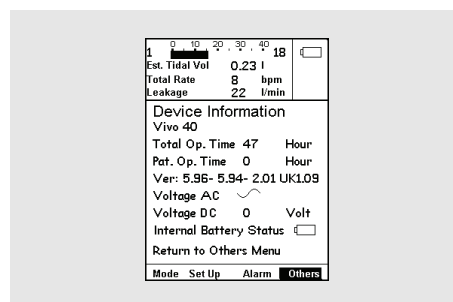 0 10 20 30 40
1 18
Est. Tidal Vol 0.23 l
Total Rate 8 bpm
Leakage 22 l/min
Device Information
Vivo 40
Total Op. Time 47 Hour
Pat. Op. Time 0 Hour
Ver: 5.96- 5.94- 2.01 UK1.09
Voltage AC
Voltage DC 0 Volt
Internal Battery Status
Return to Others Menu
Mode Set Up Alarm Others